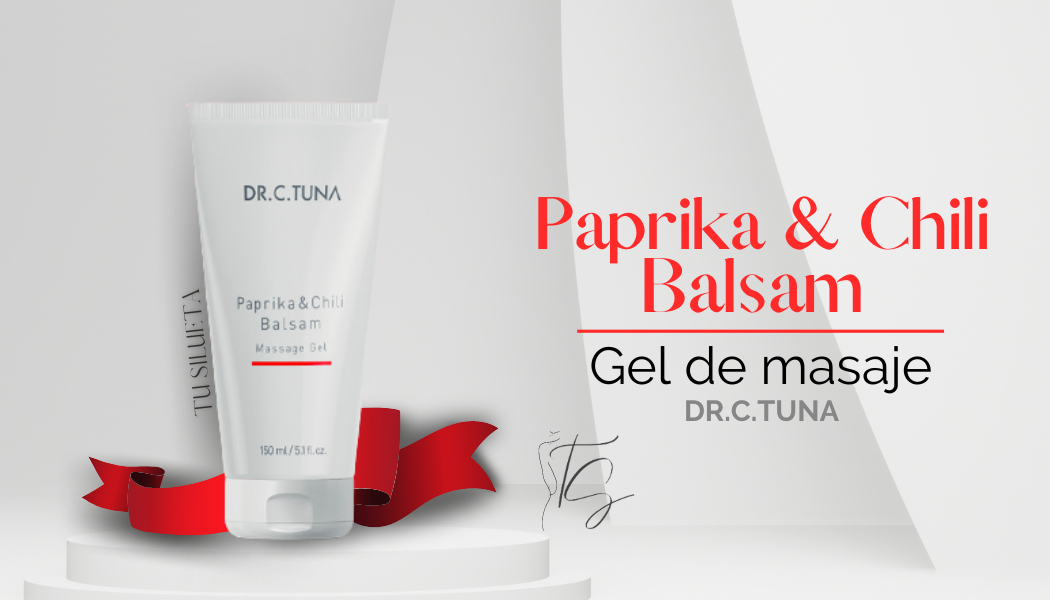 DR.C.TUNA
Paprika & Chili
Balsam
Massage Gel
150 ml / 5.1 fl.oz.
TU SILUETA
Paprika & Chili
Balsam
Gel de masaje
DR.C.TUNA
TS